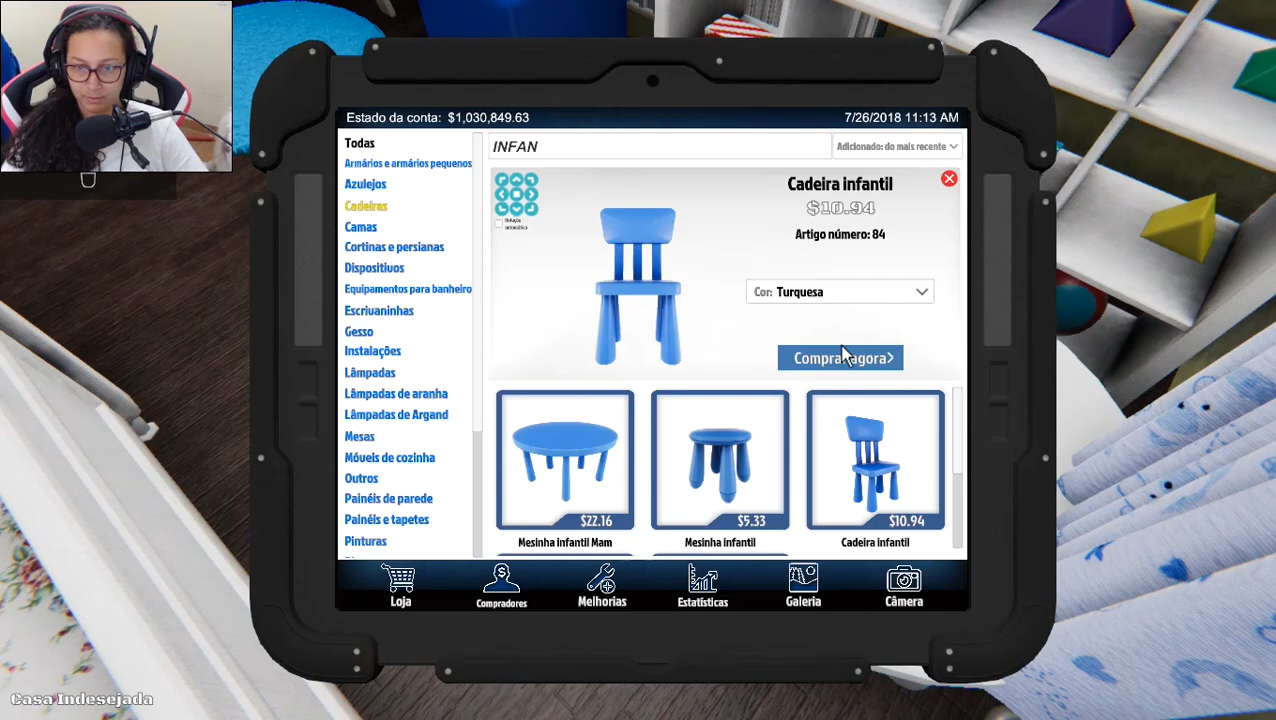 Estado da conta: $1,030,849.63
7/26/2018 11:13 AM
Todas
Armários e armários pequenos
Azulejos
Cadeiras
Camas
Cortinas e persianas
Dispositivos
Equipamentos para banheiro
Escrivaninhas
Gesso
Instalações
Lâmpadas
Lâmpadas de aranha
Lâmpadas de Argand
Mesas
Móveis de cozinha
Outros
Painéis de parede
Painéis e tapetes
Pinturas
INFAN
Adicionado: do mais recente
Rotação
automática
Cadeira infantil
$10.94
Artigo número: 84
Cor: Turquesa
Comprar agora>
$22.16
$5.33
$10.94
Mesinha infantil Mam
Mesinha infantil
Cadeira infantil
Loja
Compradores
Melhorias
Estatísticas
Galeria
Câmera
Casa Indesejada